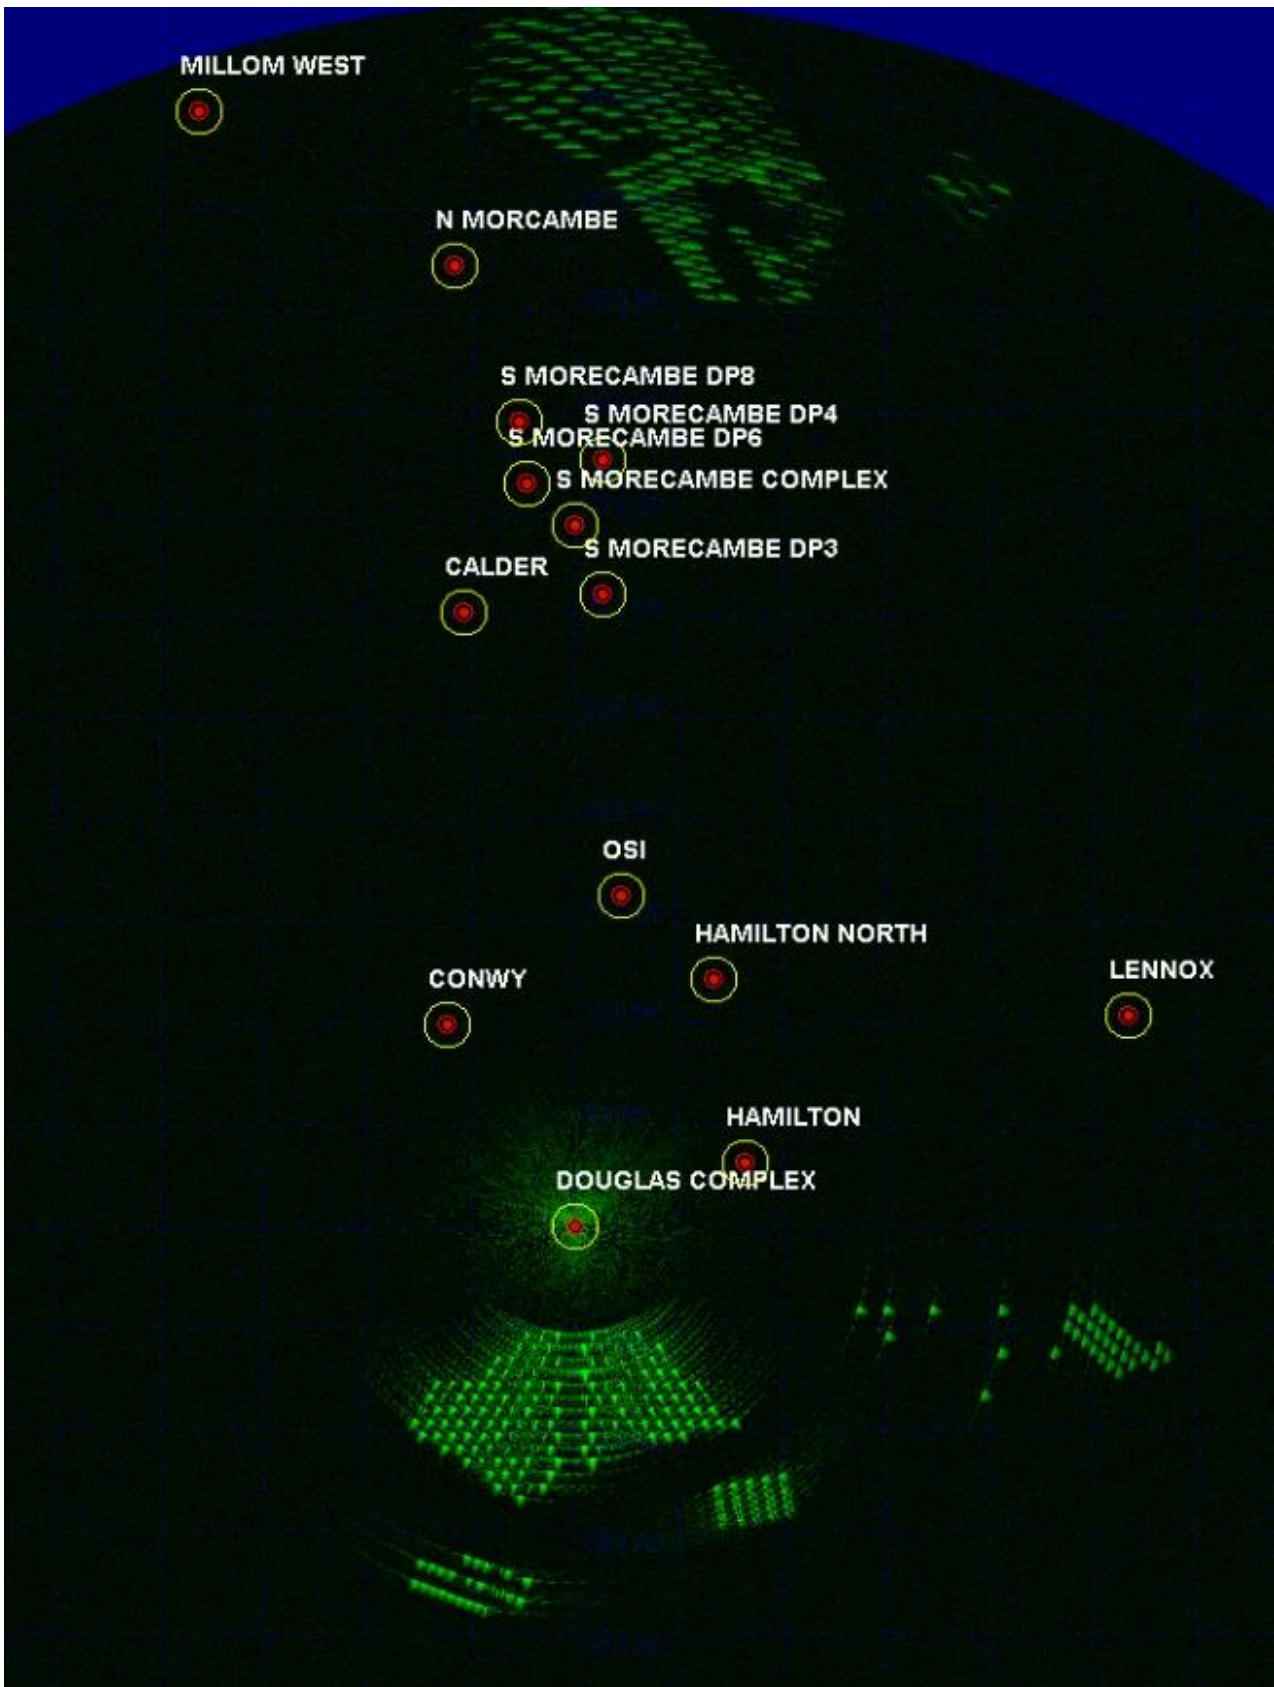 MILLOM WEST
N MORCAMBE
S MORECAMBE DP8
S MORECAMBE DP4
S MORECAMBE DP6
S MORECAMBE COMPLEX
S MORECAMBE DP3
CALDER
OSI
HAMILTON NORTH
LENNOX
CONWY
HAMILTON
DOUGLAS COMPLEX